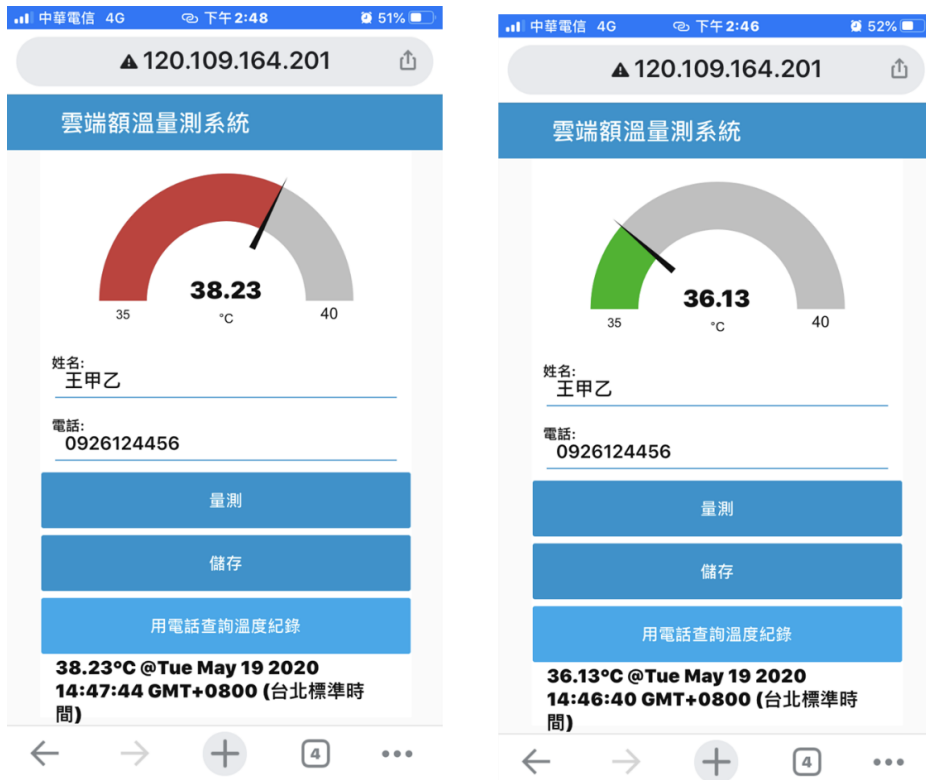 中華電信 4G 下午2:48 51%
120.109.164.201
雲端額溫量測系統
38.23
35 °C 40
姓名:
王甲乙
電話:
0926124456
量測
儲存
用電話查詢溫度紀錄
38.23°C @Tue May 19 2020
14:47:44 GMT+0800 (台北標準時
間)
4
中華電信 4G 下午2:46 52%
120.109.164.201
雲端額溫量測系統
36.13
35 °C 40
姓名:
王甲乙
電話:
0926124456
量測
儲存
用電話查詢溫度紀錄
36.13°C @Tue May 19 2020
14:46:40 GMT+0800 (台北標準時
間)
4